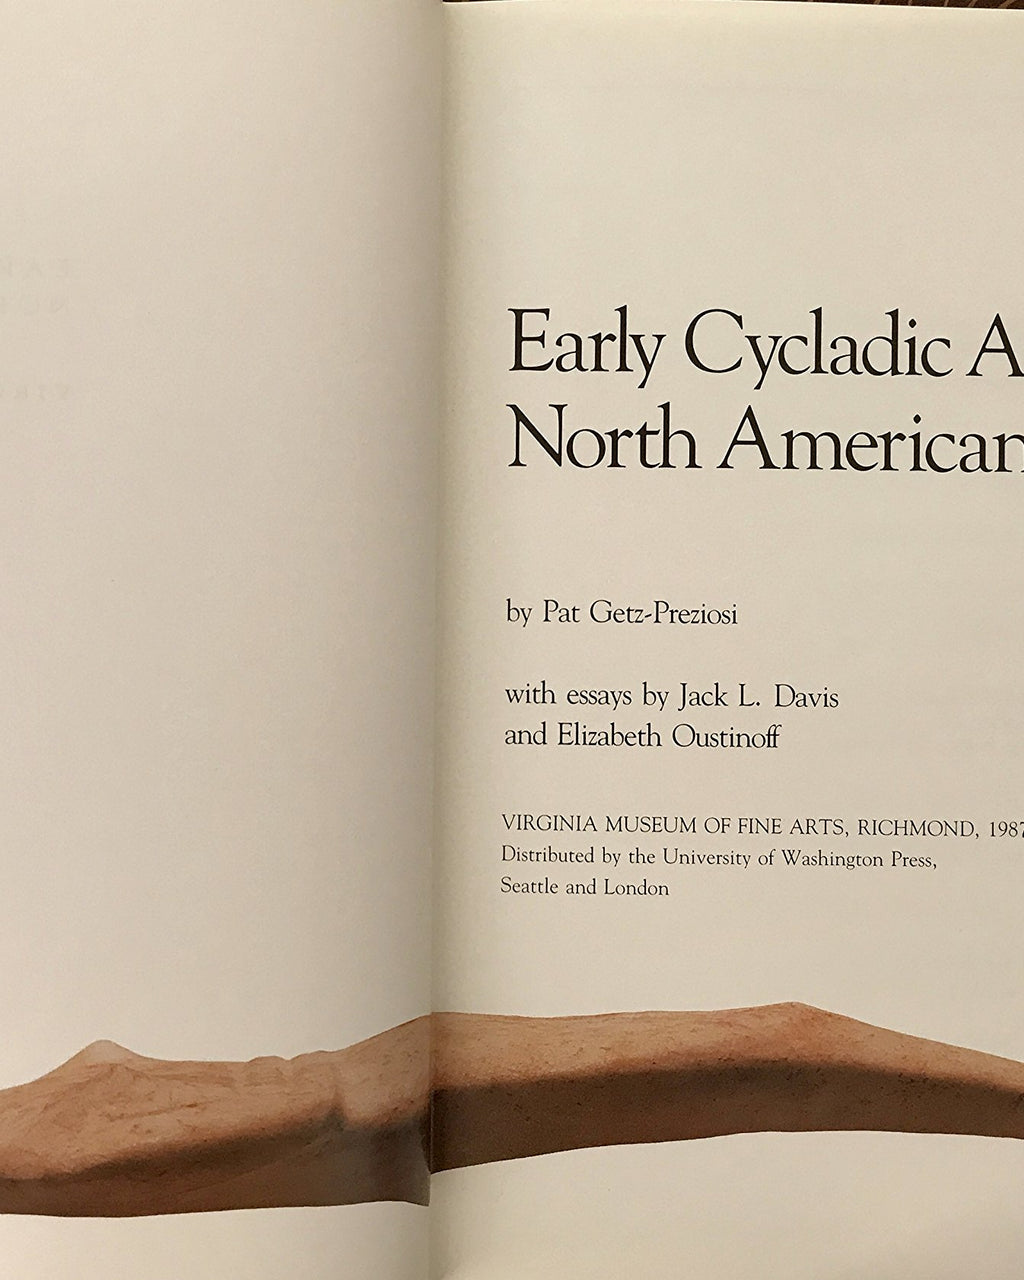 Early Cycladic A
North American
by Pat Getz-Preziosi
with essays by Jack L. Davis
and Elizabeth Oustinoff
VIRGINIA MUSEUM OF FINE ARTS, RICHMOND, 1987
Distributed by the University of Washington Press,
Seattle and London